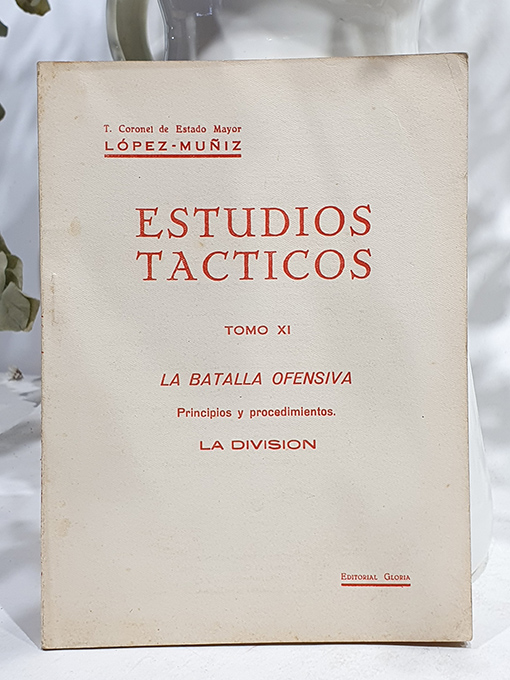 T. Coronel de Estado Mayor
LÓPEZ-MUÑIZ
ESTUDIOS
TACTICOS
TOMO XI
LA BATALLA OFENSIVA
Principios y procedimientos.
LA DIVISION
EDITORIAL GLORIA